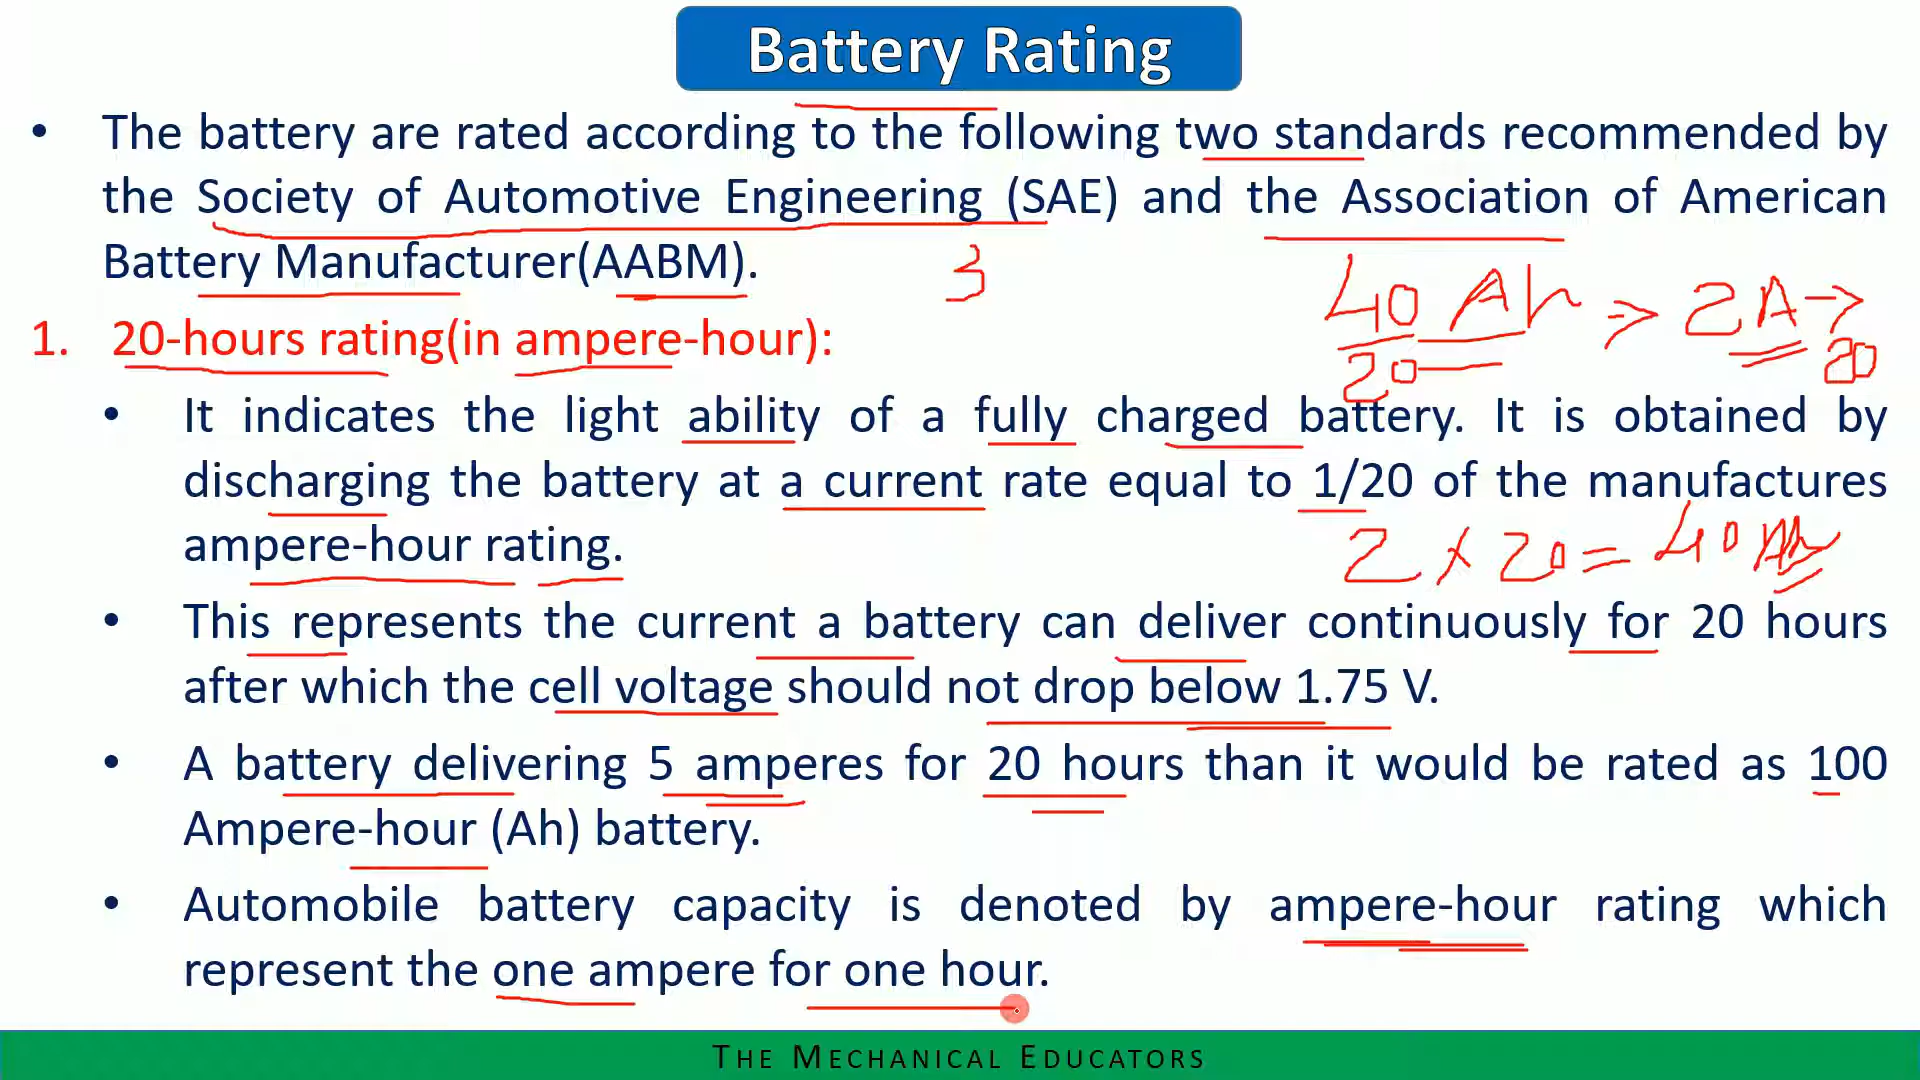 Battery Rating
• The battery are rated according to the following two standards recommended by
the Society of Automotive Engineering (SAE) and the Association of American
Battery Manufacturer(AABM).
3
40 Ah => 2A →
20 20
1. 20-hours rating(in ampere-hour):
• It indicates the light ability of a fully charged battery. It is obtained by
discharging the battery at a current rate equal to 1/20 of the manufactures
ampere-hour rating.
2 × 20 = 40 Ah
• This represents the current a battery can deliver continuously for 20 hours
after which the cell voltage should not drop below 1.75 V.
• A battery delivering 5 amperes for 20 hours than it would be rated as 100
Ampere-hour (Ah) battery.
• Automobile battery capacity is denoted by ampere-hour rating which
represent the one ampere for one hour.
THE MECHANICAL EDUCATORS